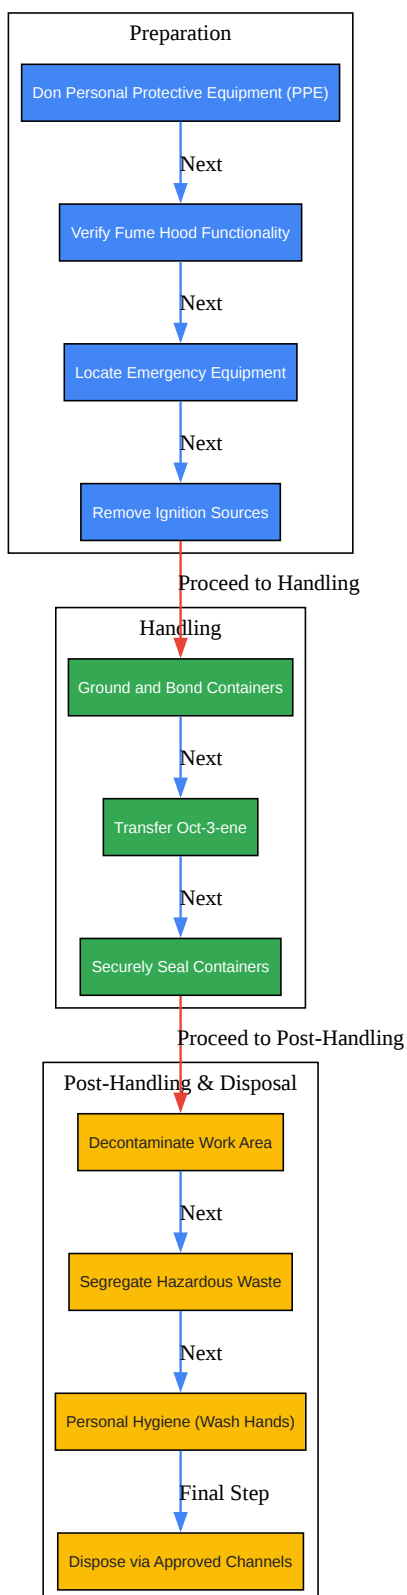 Preparation
Don Personal Protective Equipment (PPE)
Next
Verify Fume Hood Functionality
Next
Locate Emergency Equipment
Next
Remove Ignition Sources
Proceed to Handling
Handling
Ground and Bond Containers
Next
Transfer Oct-3-ene
Next
Securely Seal Containers
Proceed to Post-Handling
Post-Handling & Disposal
Decontaminate Work Area
Next
Segregate Hazardous Waste
Next
Personal Hygiene (Wash Hands)
Final Step
Dispose via Approved Channels